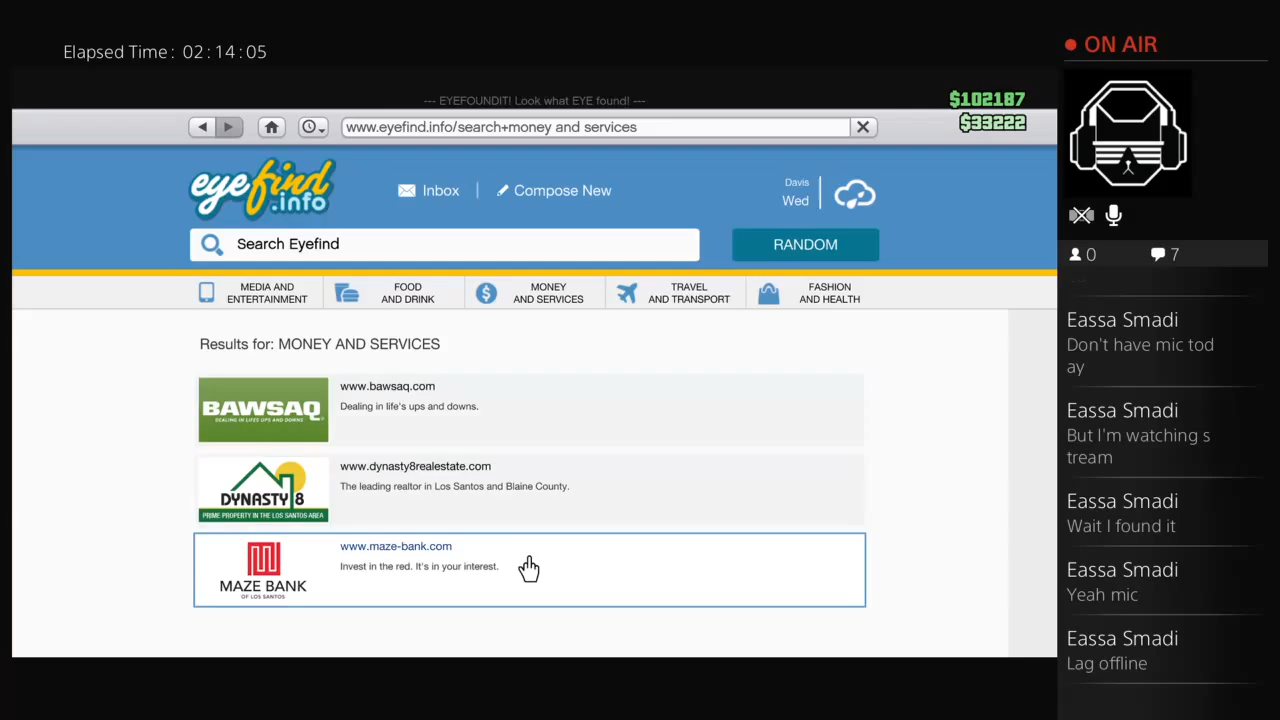 Elapsed Time: 02:14:05
ON AIR
--- EYEFOUNDIT! Look what EYE found! ---
$102187
$33222
www.eyefind.info/search+money and services
eyefind
.info
Inbox
Compose New
Davis
Wed
Search Eyefind
RANDOM
MEDIA AND
ENTERTAINMENT
FOOD
AND DRINK
MONEY
AND SERVICES
TRAVEL
AND TRANSPORT
FASHION
AND HEALTH
Results for: MONEY AND SERVICES
BAWSAQ
DEALING IN LIFE'S UPS AND DOWNS
www.bawsaq.com
Dealing in life's ups and downs.
DYNASTY 8
PRIME PROPERTY IN THE LOS SANTOS AREA
www.dynasty8realestate.com
The leading realtor in Los Santos and Blaine County.
MAZE BANK
OF LOS SANTOS
www.maze-bank.com
Invest in the red. It's in your interest.
0
7
...
Eassa Smadi
Don't have mic tod
ay
Eassa Smadi
But I'm watching s
tream
Eassa Smadi
Wait I found it
Eassa Smadi
Yeah mic
Eassa Smadi
Lag offline